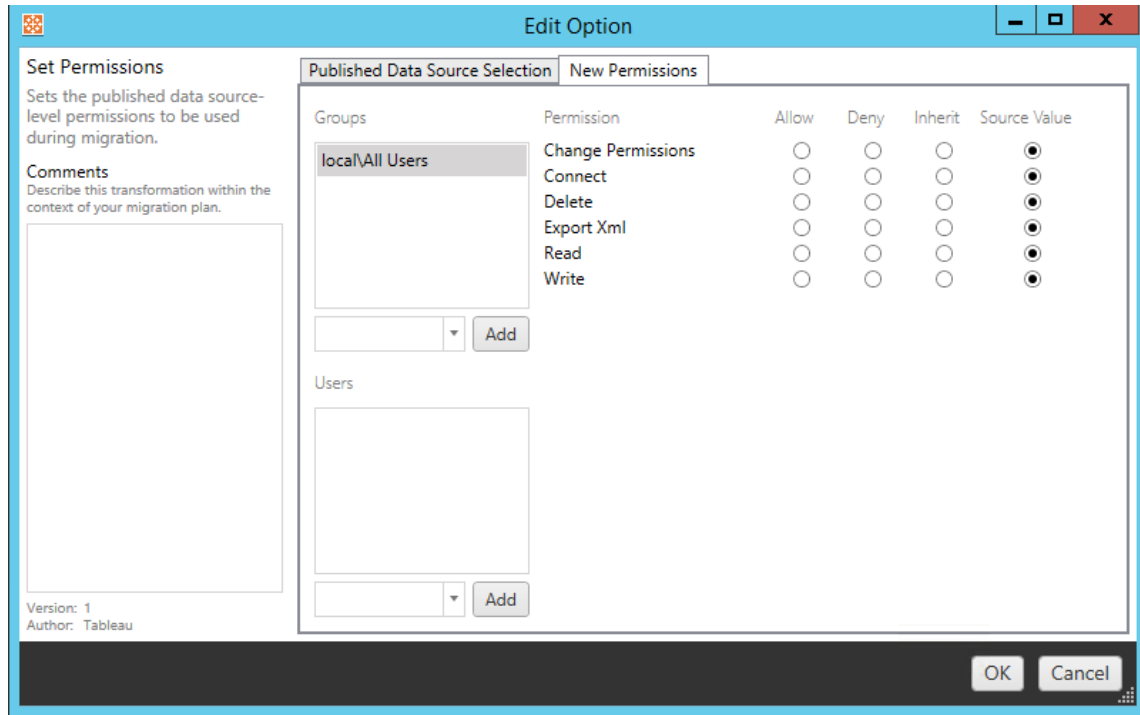 Edit Option
Set Permissions
Sets the published data source-
level permissions to be used
during migration.
Comments
Describe this transformation within the
context of your migration plan.
Version: 1
Author: Tableau
Published Data Source Selection
New Permissions
Groups
local\All Users
Add
Users
Add
Permission Allow Deny Inherit Source Value
Change Permissions
Connect
Delete
Export Xml
Read
Write
OK
Cancel